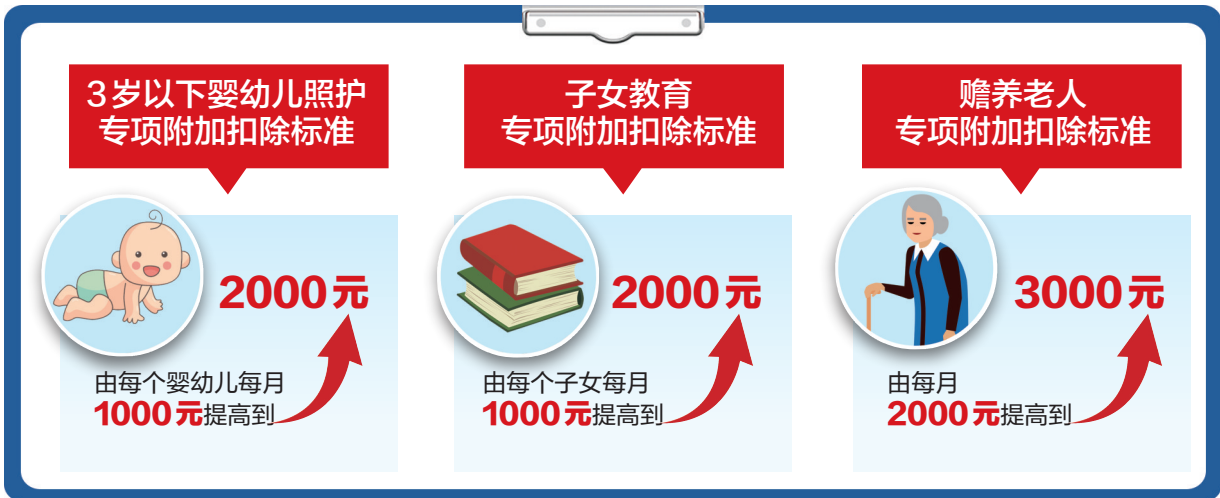 3岁以下婴幼儿照护
专项附加扣除标准
2000元
由每个婴幼儿每月
1000元提高到
子女教育
专项附加扣除标准
2000元
由每个子女每月
1000元提高到
赡养老人
专项附加扣除标准
3000元
由每月
2000元提高到